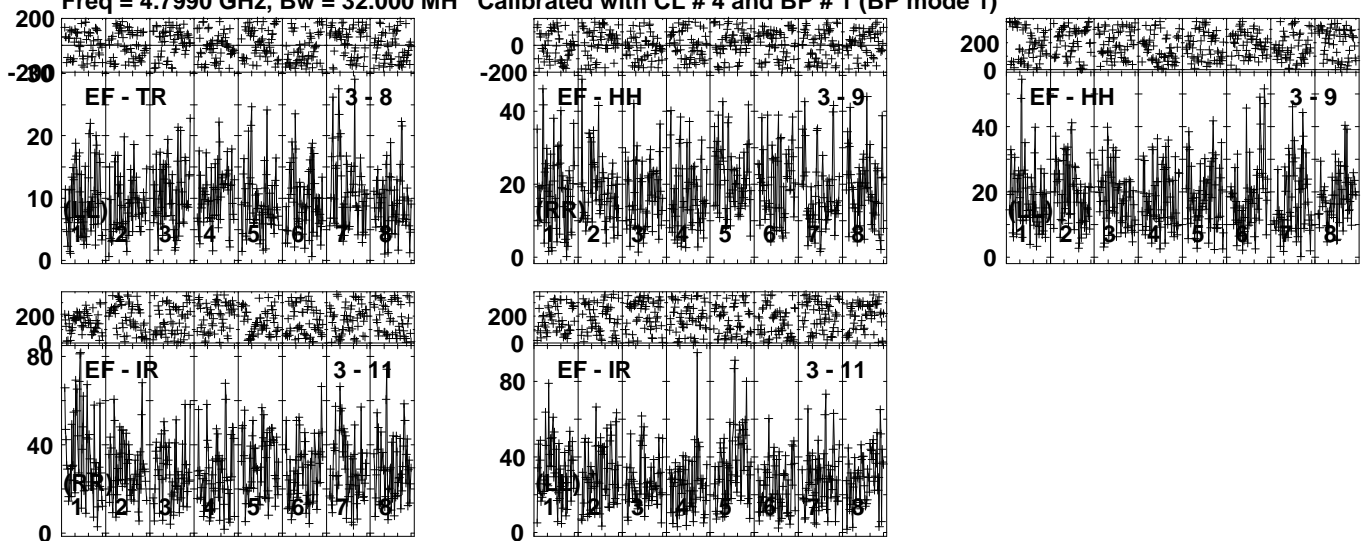 Freq = 4.7990 GHz, Bw = 32.000 MH Calibrated with CL # 4 and BP # 1 (BP mode 1)
200
-200
30
EF - TR 3 - 8
20
10
(LL)
1 2 3 4 5 6 7 8
0
0
-200
EF - HH 3 - 9
40
20
(RR)
1 2 3 4 5 6 7 8
0
200
0
EF - HH 3 - 9
40
20
(LL)
1 2 3 4 5 6 7 8
0
200
0
80
EF - IR 3 - 11
40
(RR)
1 2 3 4 5 6 7 8
0
200
0
EF - IR 3 - 11
80
40
(LL)
1 2 3 4 5 6 7 8
0